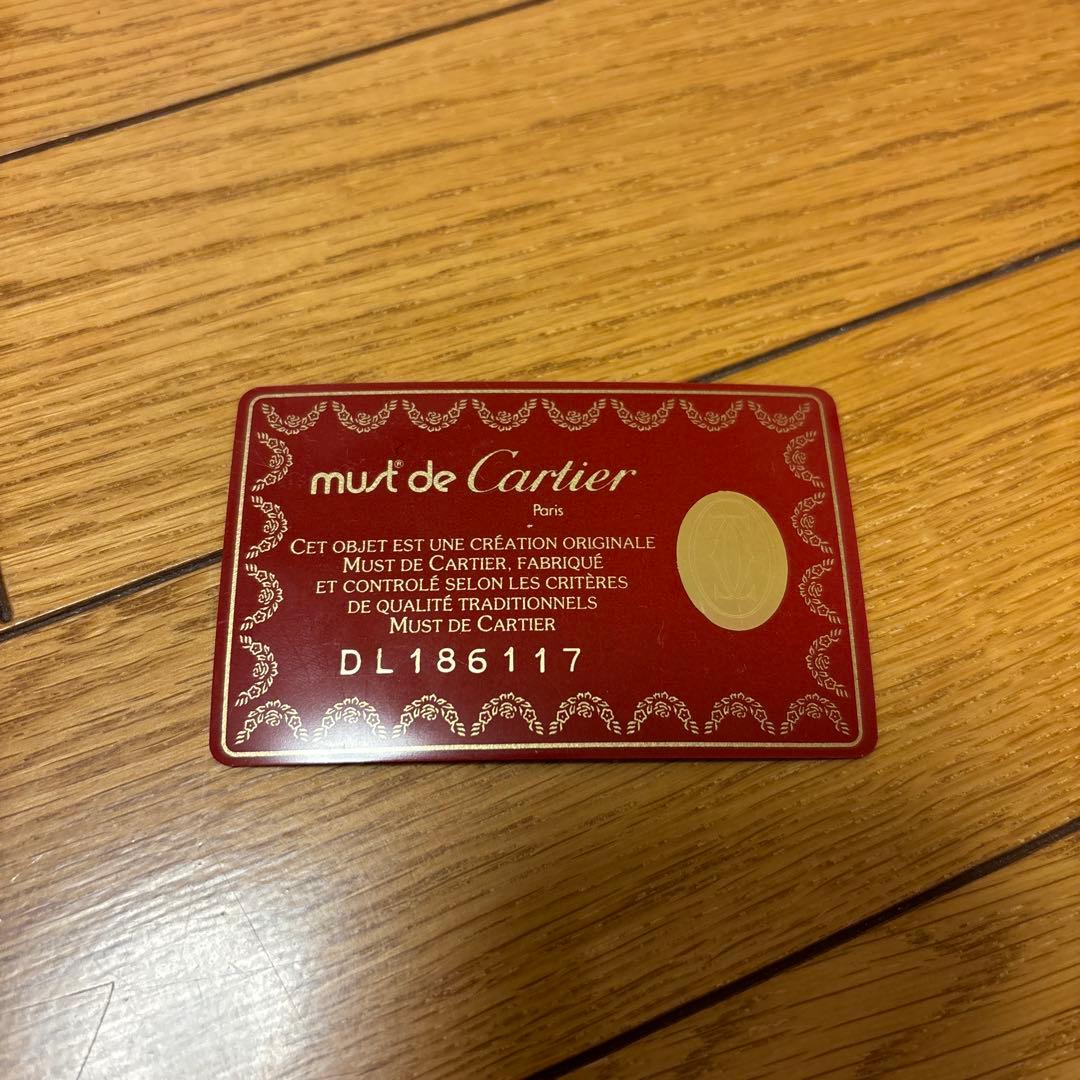 must® de Cartier
Paris
CET OBJET EST UNE CRÉATION ORIGINALE
MUST DE CARTIER, FABRIQUÉ
ET CONTROLÉ SELON LES CRITÈRES
DE QUALITÉ TRADITIONNELS
MUST DE CARTIER
DL186117